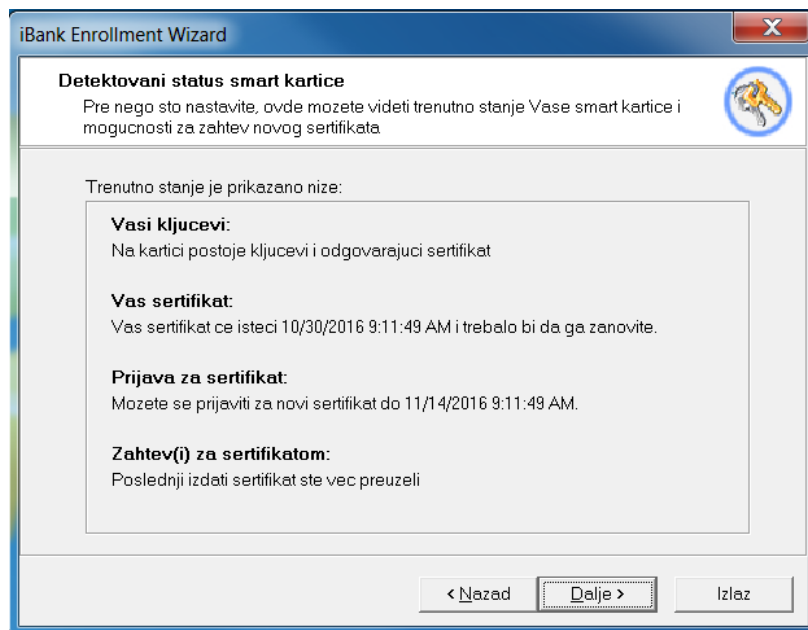 iBank Enrollment Wizard
Detektovani status smart kartice
Pre nego sto nastavite, ovde mozete videti trenutno stanje Vase smart kartice i
mogucnosti za zahtev novog sertifikata
Trenutno stanje je prikazano nize:
Vasi kljucevi:
Na kartici postoje kljucevi i odgovarajuci sertifikat
Vas sertifikat:
Vas sertifikat ce isteci 10/30/2016 9:11:49 AM i trebalo bi da ga zanovite.
Prijava za sertifikat:
Mozete se prijaviti za novi sertifikat do 11/14/2016 9:11:49 AM.
Zahtev(i) za sertifikatom:
Poslednji izdati sertifikat ste vec preuzeli
< Nazad Dalje > Izlaz